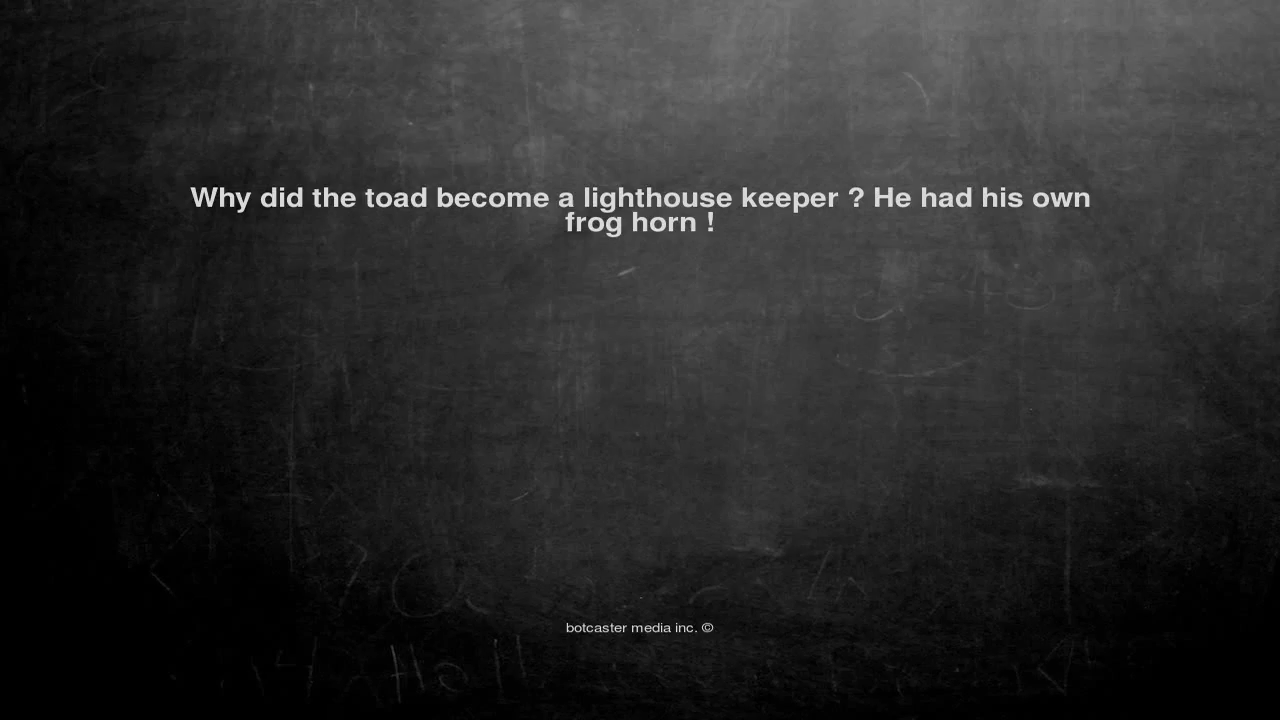 Why did the toad become a lighthouse keeper ? He had his own
frog horn !
botcaster media inc. ©